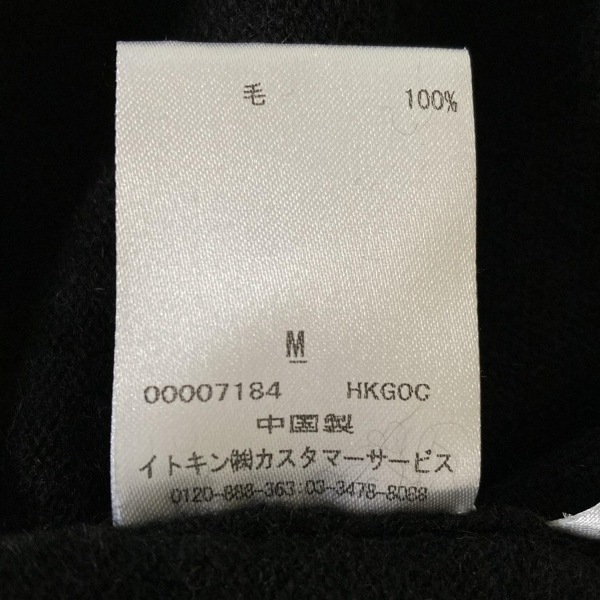 毛 100%
M
00007184 HKGOC
中国製
イトキン㈱カスタマーサービス
0120-888-363:03-3478-8088